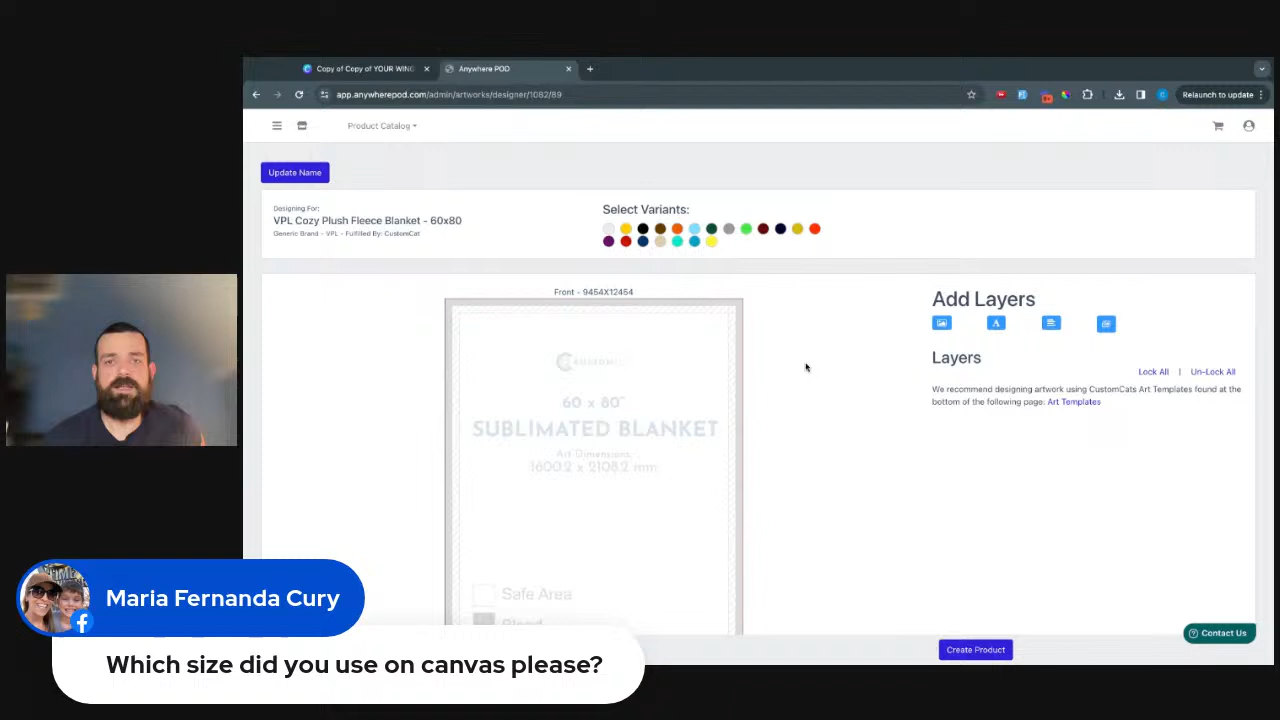 Copy of Copy of YOUR WING
Anywhere POD
app.anywherepod.com/admin/artworks/designer/1082/89
Relaunch to update
Product Catalog
Update Name
Designing For:
VPL Cozy Plush Fleece Blanket - 60x80
Generic Brand - VPL - Fulfilled By: CustomCat
Select Variants:
Front - 9454X12454
60 x 80"
SUBLIMATED BLANKET
Art Dimensions:
1600.2 x 2108.2 mm
Safe Area
Add Layers
Layers
Lock All | Un-Lock All
We recommend designing artwork using CustomCats Art Templates found at the
bottom of the following page: Art Templates
Contact Us
Create Product
Maria Fernanda Cury
Which size did you use on canvas please?